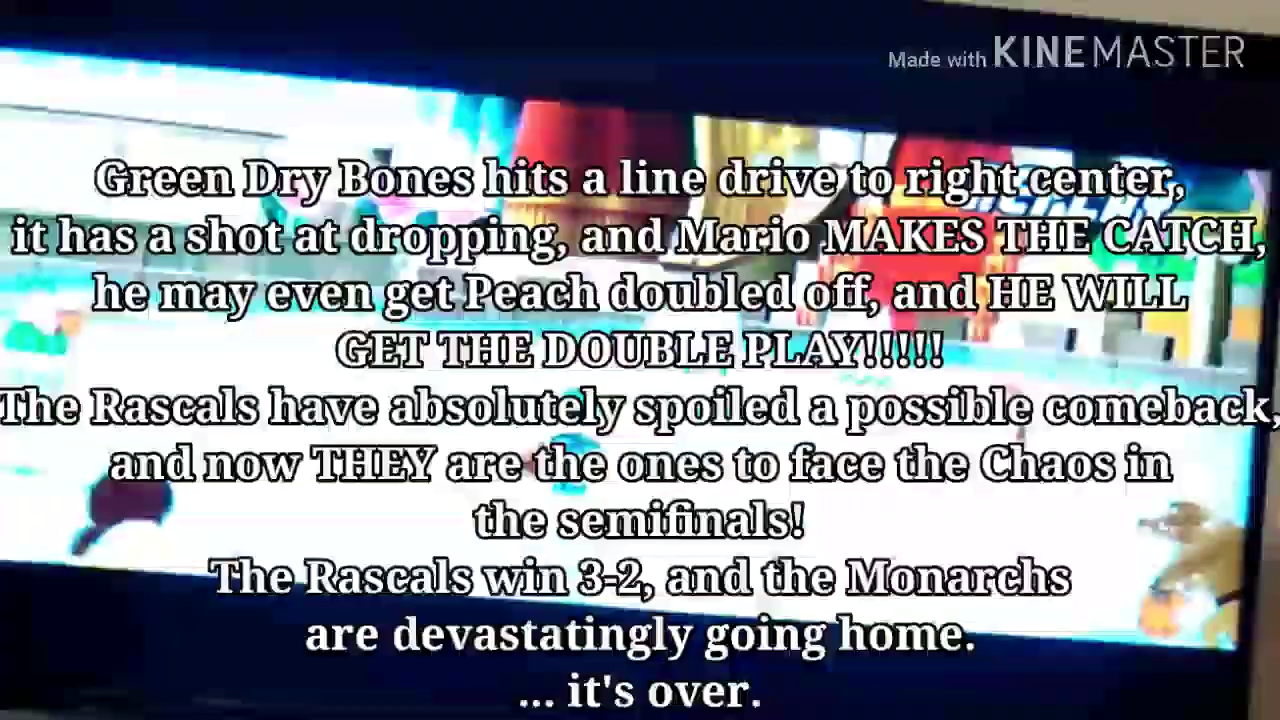 Made with KINEMASTER
Green Dry Bones hits a line drive to right center,
it has a shot at dropping, and Mario MAKES THE CATCH,
he may even get Peach doubled off, and HE WILL
GET THE DOUBLE PLAY!!!!!
The Rascals have absolutely spoiled a possible comeback,
and now THEY are the ones to face the Chaos in
the semifinals!
The Rascals win 3-2, and the Monarchs
are devastatingly going home.
... it's over.